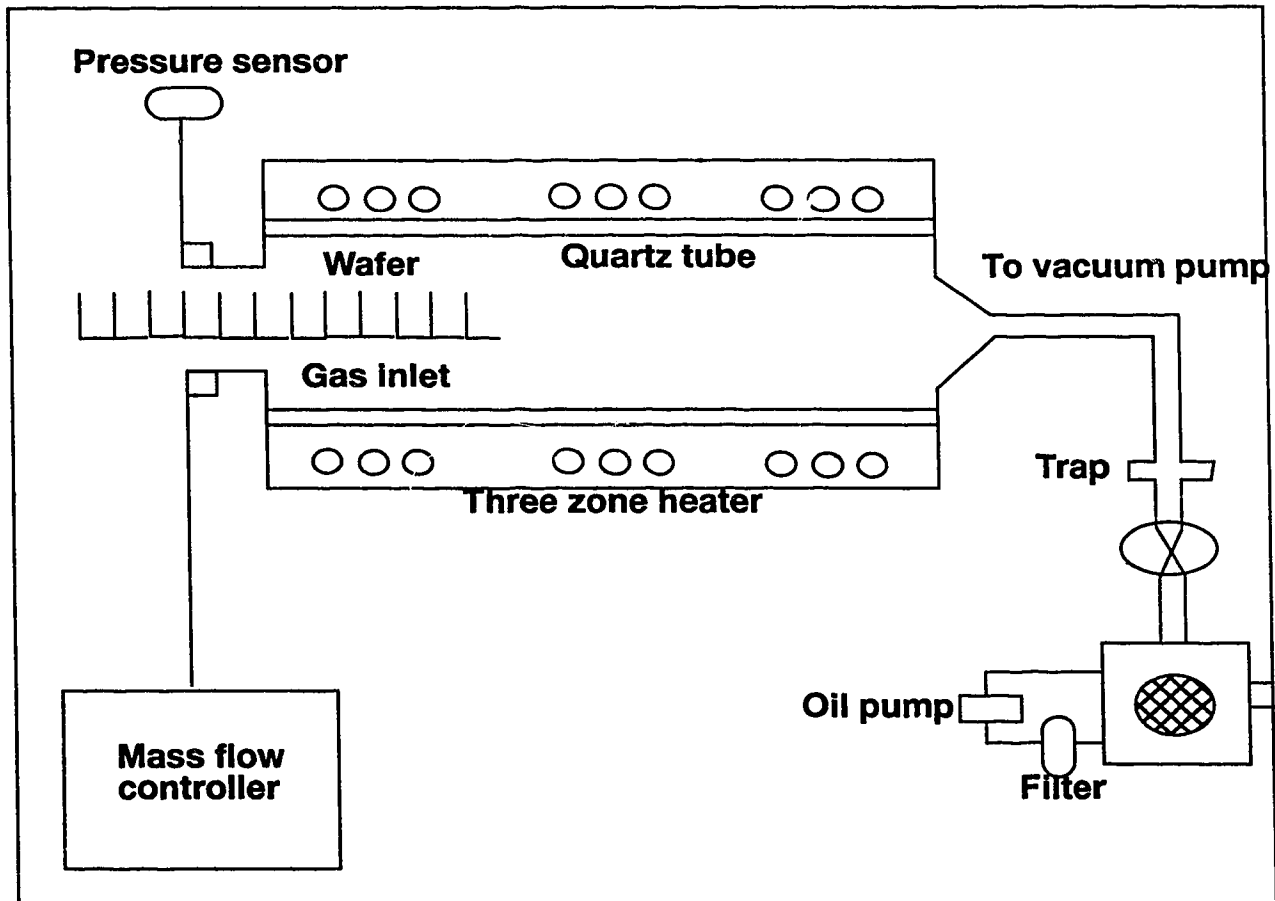 Pressure sensor
Wafer
Quartz tube
To vacuum pump
Gas inlet
Trap
Three zone heater
Oil pump
Mass flow
controller
Filter